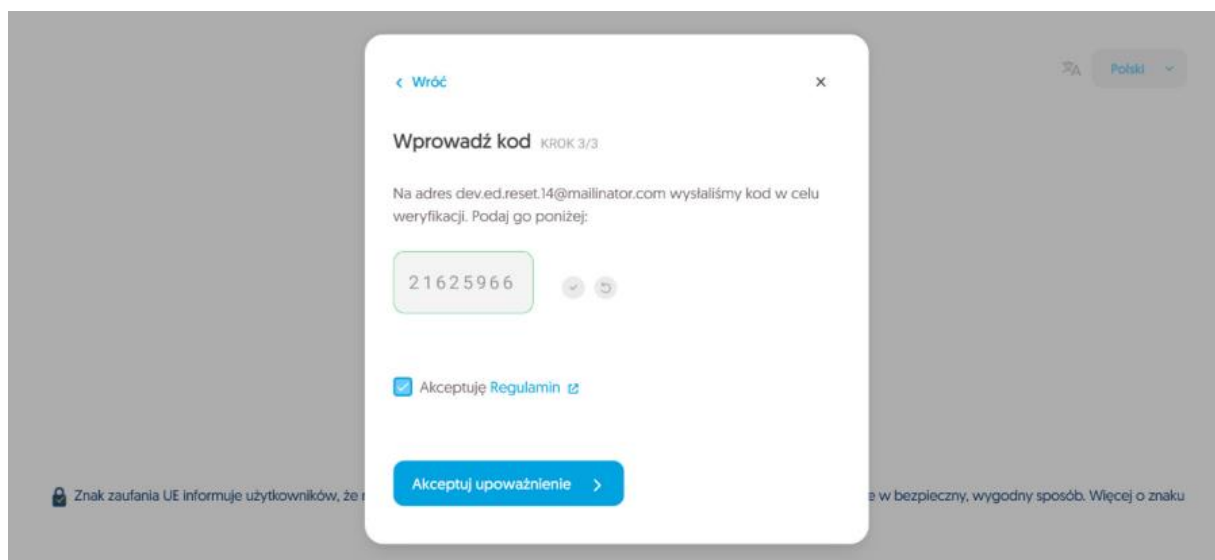 Wróć
Polski
Wprowadź kod KROK 3/3
Na adres dev.ed.reset.14@mailinator.com wysłaliśmy kod w celu
weryfikacji. Podaj go poniżej:
21625966
Akceptuję Regulamin
Akceptuj upoważnienie
Znak zaufania UE informuje użytkowników, że
w bezpieczny, wygodny sposób. Więcej o znaku